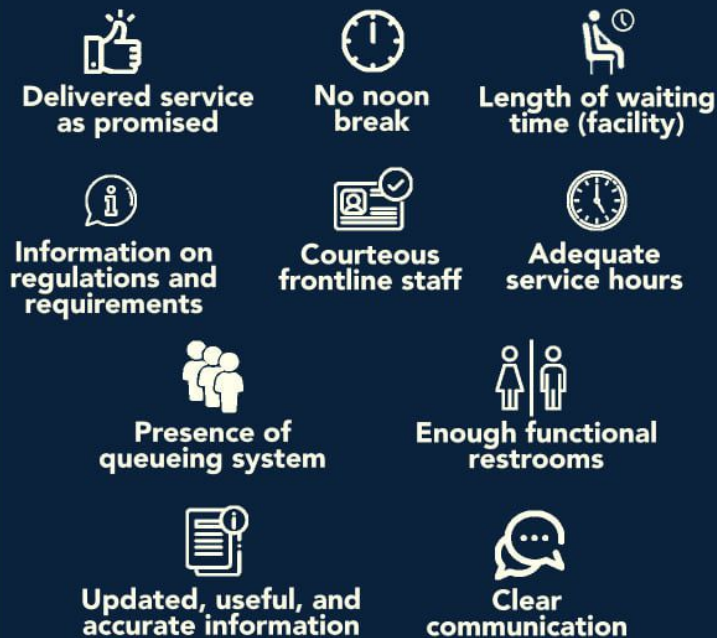 Delivered service
as promised
No noon
break
Length of waiting
time (facility)
Information on
regulations and
requirements
Courteous
frontline staff
Adequate
service hours
Presence of
queueing system
Enough functional
restrooms
Updated, useful, and
accurate information
Clear
communication